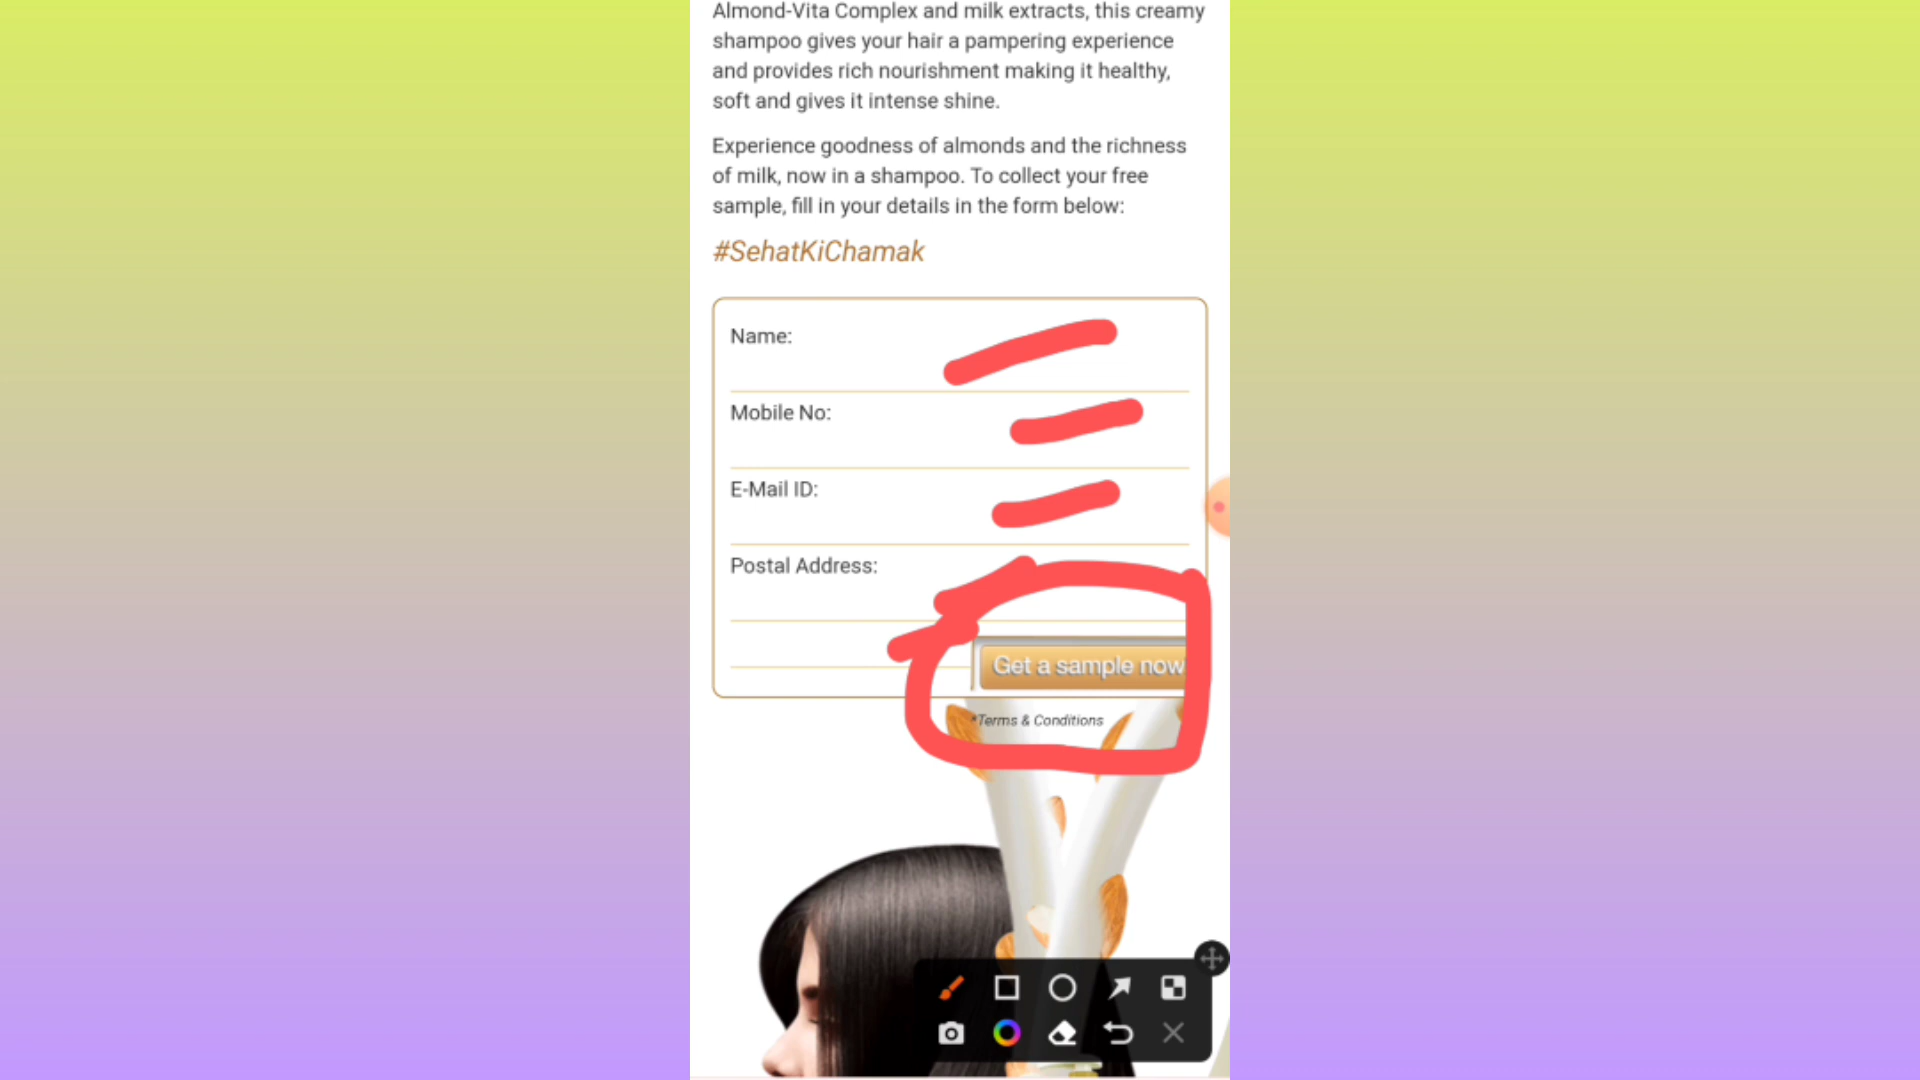 Almond-Vita Complex and milk extracts, this creamy
shampoo gives your hair a pampering experience
and provides rich nourishment making it healthy,
soft and gives it intense shine.
Experience goodness of almonds and the richness
of milk, now in a shampoo. To collect your free
sample, fill in your details in the form below:
#SehatKiChamak
Name:
Mobile No:
E-Mail ID:
Postal Address:
Get a sample now
*Terms & Conditions